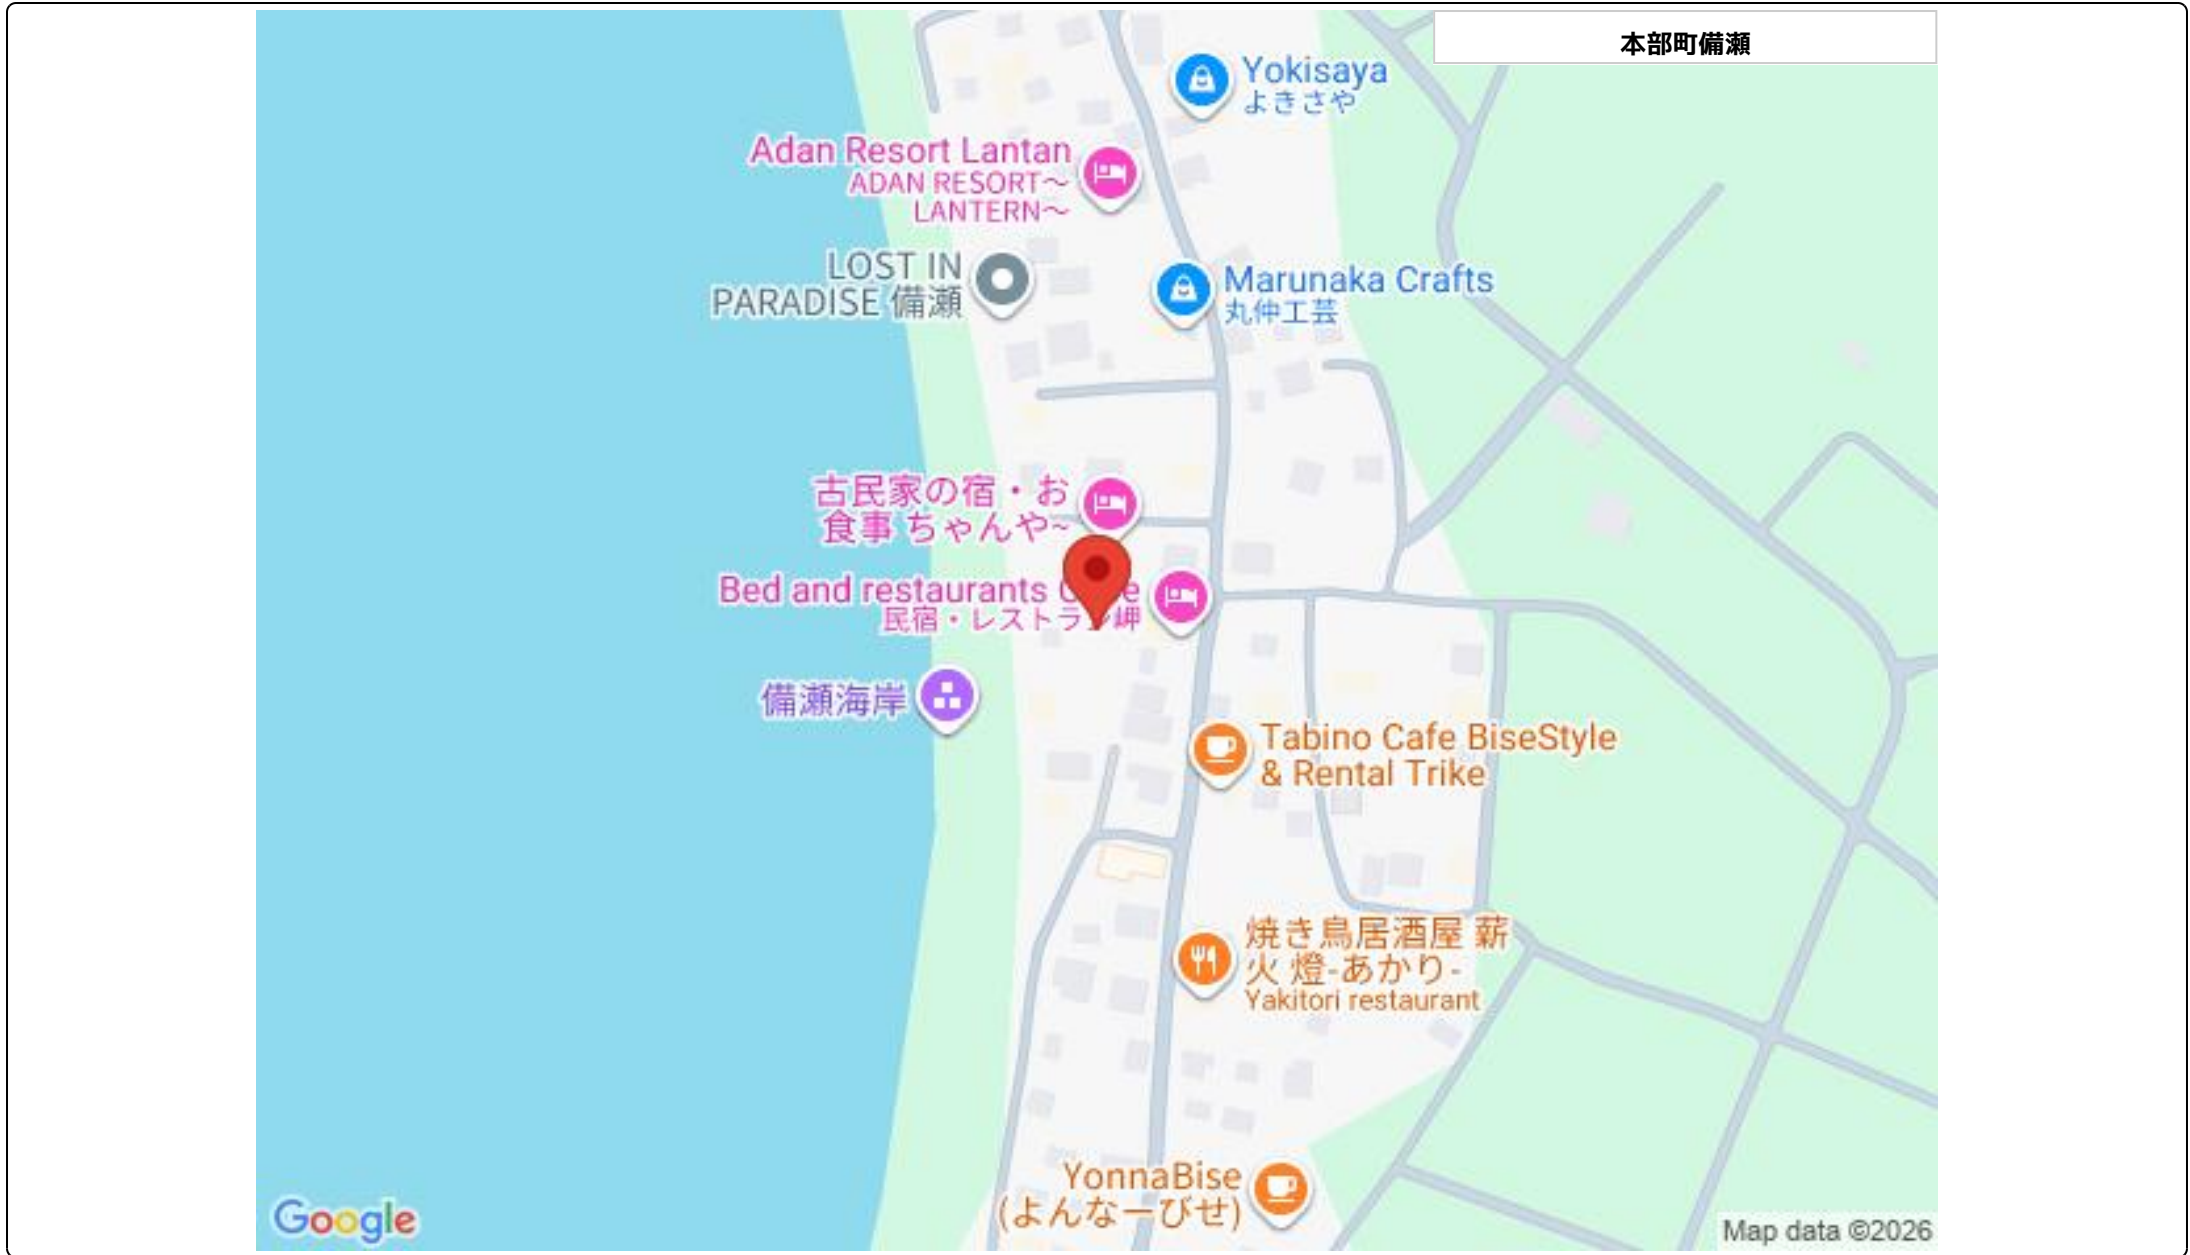 本部町備瀬
Yokisaya
よきさや
Adan Resort Lantan
ADAN RESORT～
LANTERN～
LOST IN
PARADISE 備瀬
Marunaka Crafts
丸仲工芸
古民家の宿・お
食事 ちゃんや~
Bed and restaurants
民宿・レストラン岬
備瀬海岸
Tabino Cafe BiseStyle
& Rental Trike
焼き鳥居酒屋 薪
火 燈-あかり-
Yakitori restaurant
YonnaBise
(よんなーびせ)
Google
Map data ©2026